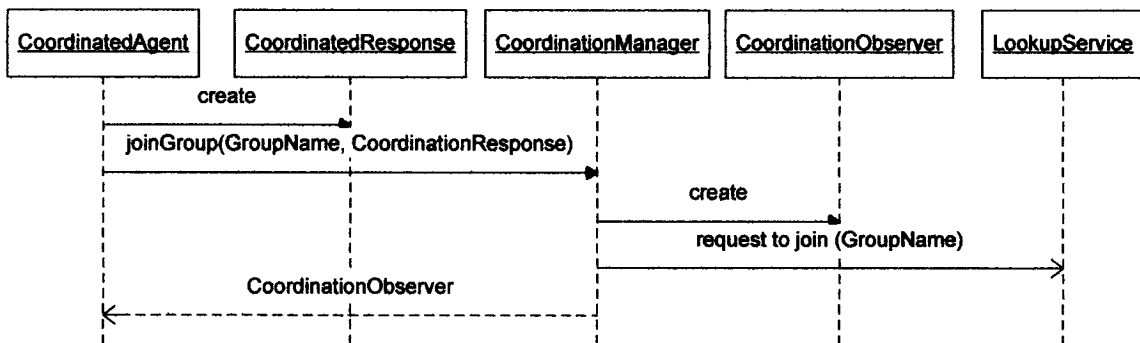 CoordinatedAgent CoordinatedResponse CoordinationManager CoordinationObserver LookupService
create
joinGroup(GroupName, CoordinationResponse)
create
request to join (GroupName)
CoordinationObserver